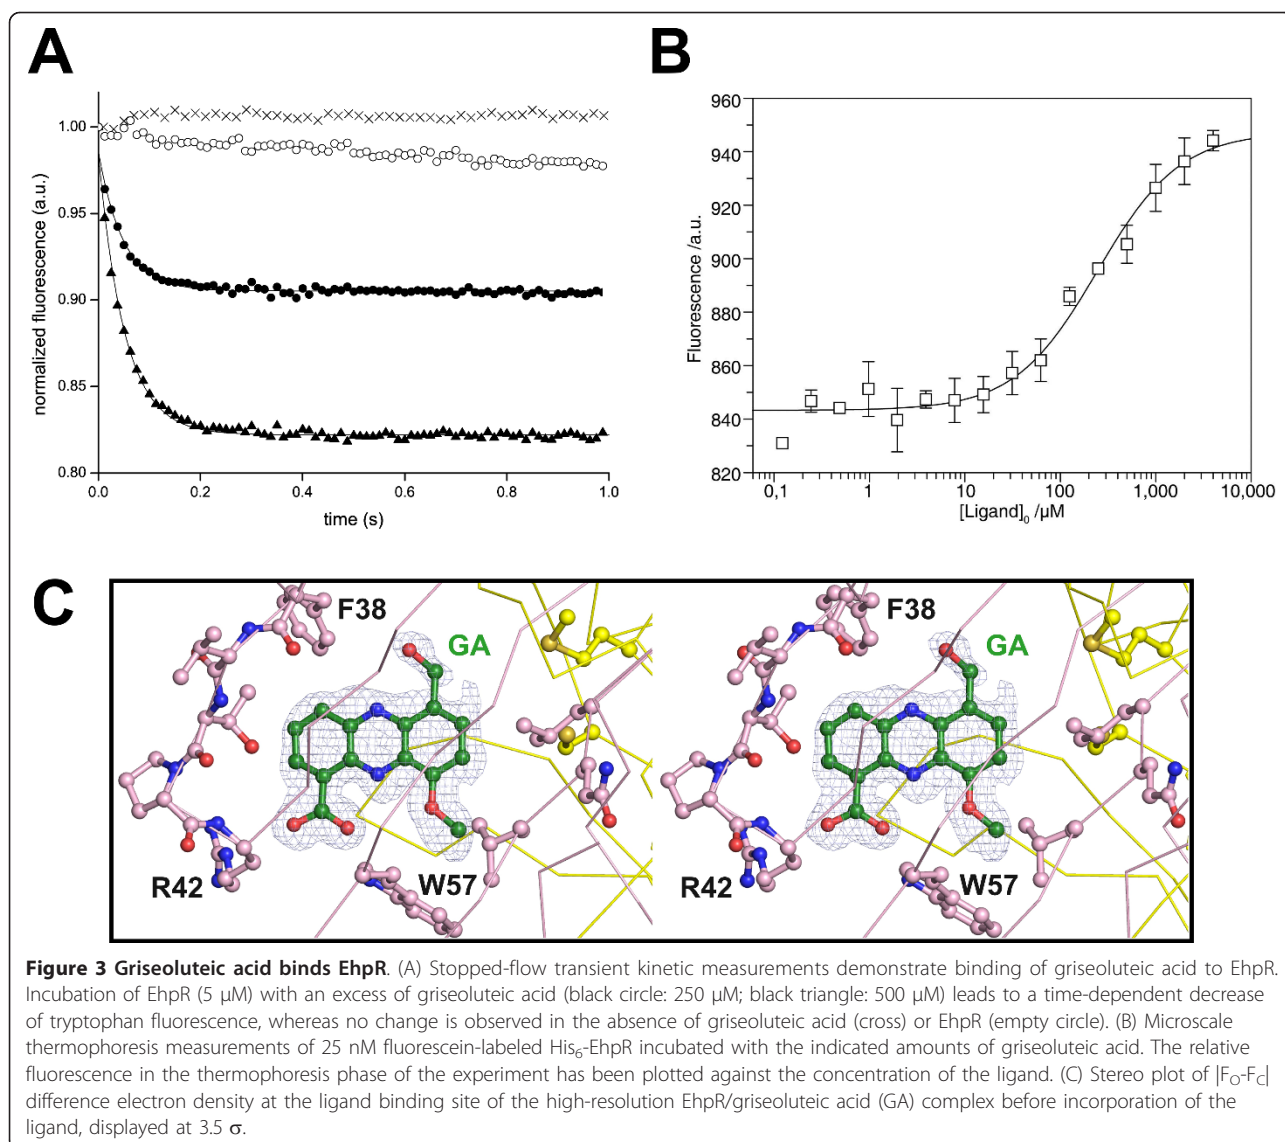 A
B
1.00
0.95
0.90
0.85
0.80
normalized fluorescence (a.u.)
0.0
0.2
0.4
0.6
0.8
1.0
time (s)
960
940
920
900
880
860
840
820
Fluorescence /a.u.
0,1
1
10
100
1,000
10,000
[Ligand]₀ /µM
C
F38
GA
R42
W57
F38
GA
R42
W57
Figure 3 Griseoluteic acid binds EhpR. (A) Stopped-flow transient kinetic measurements demonstrate binding of griseoluteic acid to EhpR.
Incubation of EhpR (5 μM) with an excess of griseoluteic acid (black circle: 250 μM; black triangle: 500 μM) leads to a time-dependent decrease
of tryptophan fluorescence, whereas no change is observed in the absence of griseoluteic acid (cross) or EhpR (empty circle). (B) Microscale
thermophoresis measurements of 25 nM fluorescein-labeled His₆-EhpR incubated with the indicated amounts of griseoluteic acid. The relative
fluorescence in the thermophoresis phase of the experiment has been plotted against the concentration of the ligand. (C) Stereo plot of |F_O-F_C|
difference electron density at the ligand binding site of the high-resolution EhpR/griseoluteic acid (GA) complex before incorporation of the
ligand, displayed at 3.5 σ.